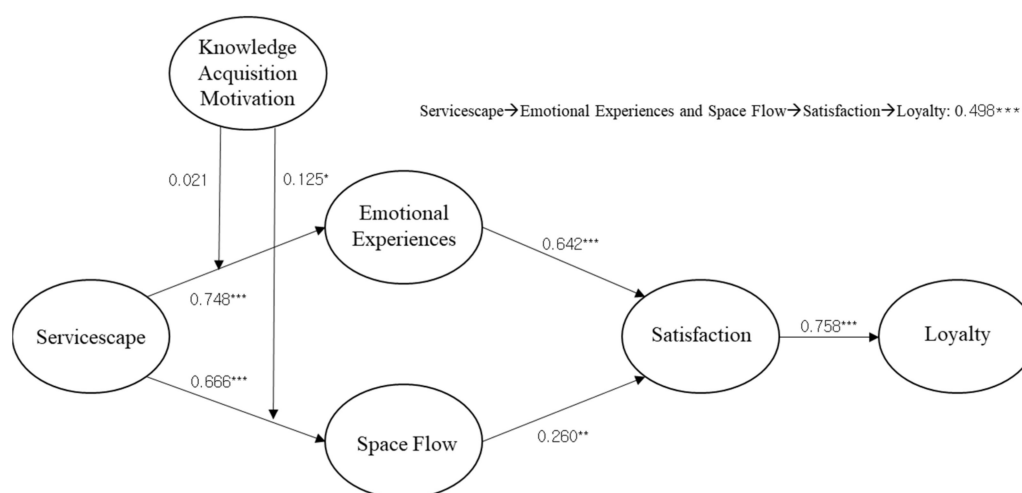 Knowledge
Acquisition
Motivation
Servicescape→Emotional Experiences and Space Flow→Satisfaction→Loyalty: 0.498***
0.021
0.125*
Emotional
Experiences
0.642***
0.748***
Servicescape
Satisfaction
0.758***
Loyalty
0.666***
Space Flow
0.260**